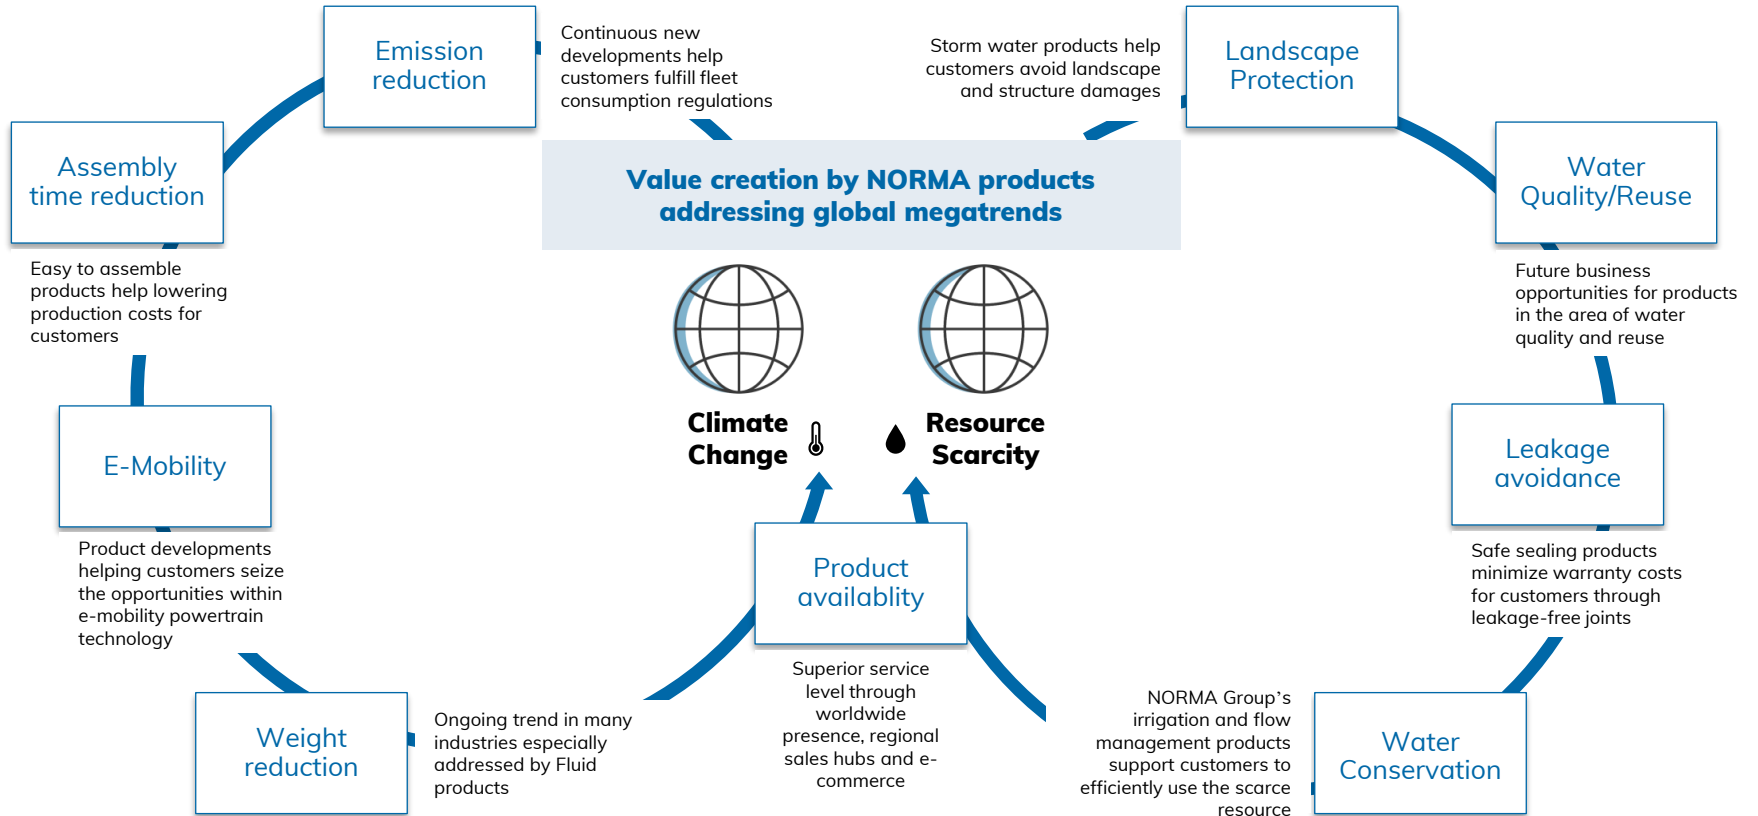 Emission
reduction
Continuous new
developments help
customers fulfill fleet
consumption regulations
Storm water products help
customers avoid landscape
and structure damages
Landscape
Protection
Assembly
time reduction
Value creation by NORMA products
addressing global megatrends
Water
Quality/Reuse
Easy to assemble
products help lowering
production costs for
customers
Future business
opportunities for products
in the area of water
quality and reuse
Climate
Change
Resource
Scarcity
E-Mobility
Leakage
avoidance
Product developments
helping customers seize
the opportunities within
e-mobility powertrain
technology
Product
availablity
Safe sealing products
minimize warranty costs
for customers through
leakage-free joints
Weight
reduction
Ongoing trend in many
industries especially
addressed by Fluid
products
Superior service
level through
worldwide
presence, regional
sales hubs and e-
commerce
NORMA Group’s
irrigation and flow
management products
support customers to
efficiently use the scarce
resource
Water
Conservation